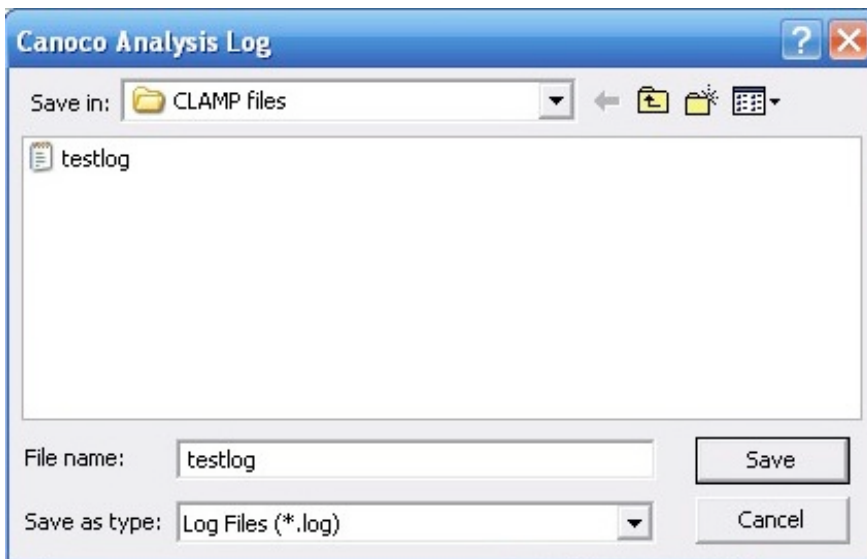 Canoco Analysis Log
Save in: CLAMP files
testlog
File name: testlog Save
Save as type: Log Files (*.log) Cancel